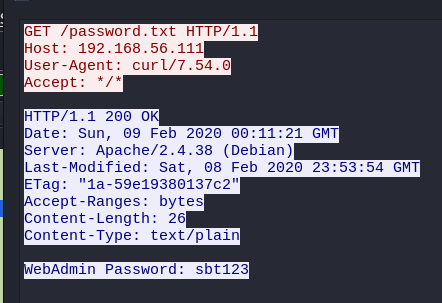 GET /password.txt HTTP/1.1
Host: 192.168.56.111
User-Agent: curl/7.54.0
Accept: */*
HTTP/1.1 200 OK
Date: Sun, 09 Feb 2020 00:11:21 GMT
Server: Apache/2.4.38 (Debian)
Last-Modified: Sat, 08 Feb 2020 23:53:54 GMT
ETag: "1a-59e19380137c2"
Accept-Ranges: bytes
Content-Length: 26
Content-Type: text/plain
WebAdmin Password: sbt123